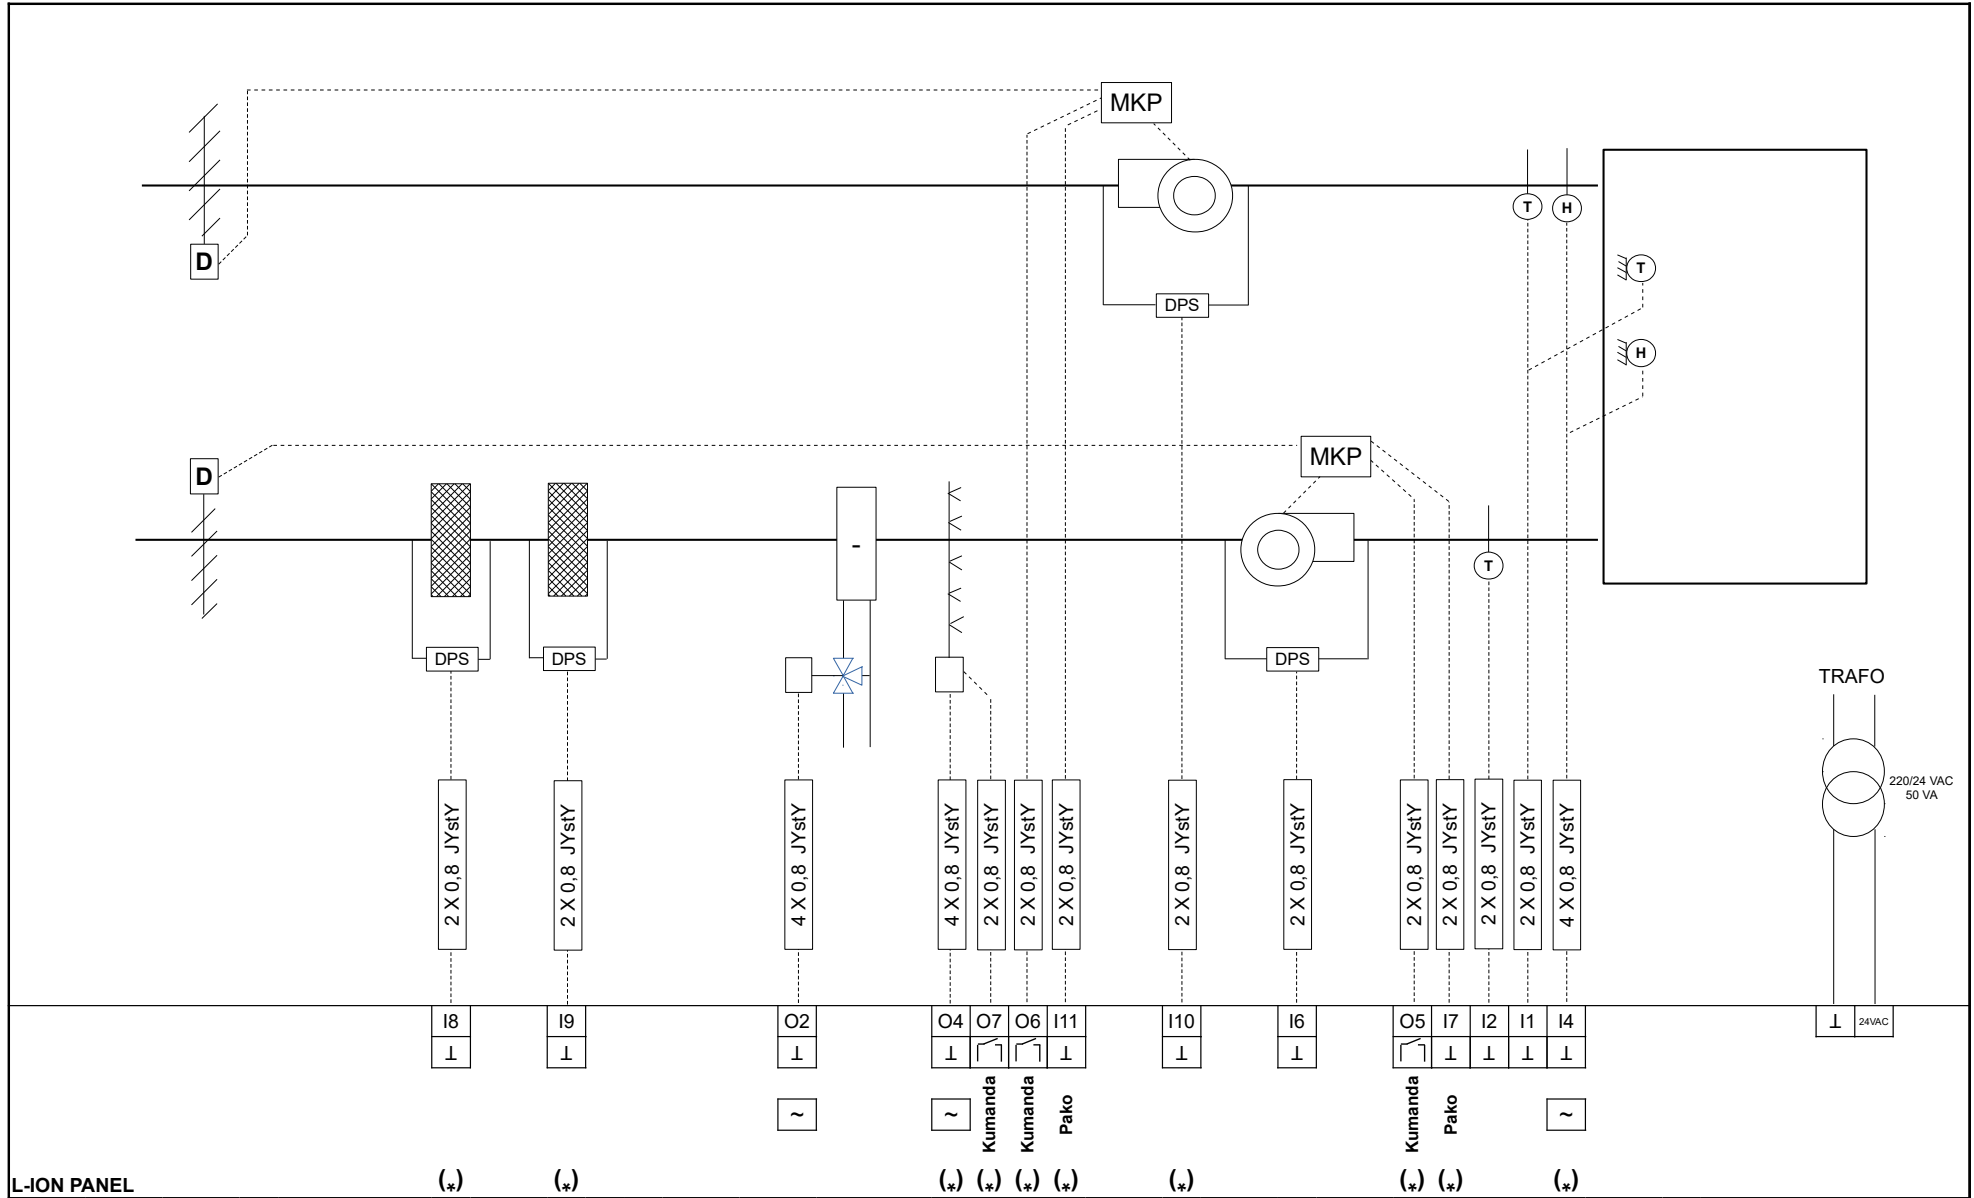 MKP
D
T
H
T
DPS
H
D
MKP
-
T
DPS
DPS
DPS
TRAFO
220/24 VAC
50 VA
2 X 0,8 JYstY
2 X 0,8 JYstY
4 X 0,8 JYstY
4 X 0,8 JYstY
2 X 0,8 JYstY
2 X 0,8 JYstY
2 X 0,8 JYstY
2 X 0,8 JYstY
2 X 0,8 JYstY
2 X 0,8 JYstY
2 X 0,8 JYstY
2 X 0,8 JYstY
2 X 0,8 JYstY
4 X 0,8 JYstY
I8 I9 O2 O4 O7 O6 I11 I10 I6 O5 I7 I2 I1 I4 ⊥ 24VAC
⊥ ⊥ ⊥ ⊥ ⊥ ⊥ ⊥ ⊥ ⊥ ⊥ ⊥
~ ~ Kumanda Kumanda Pako Kumanda Pako ~
L-ION PANEL (*) (*) (*) (*) (*) (*) (*) (*) (*) (*)